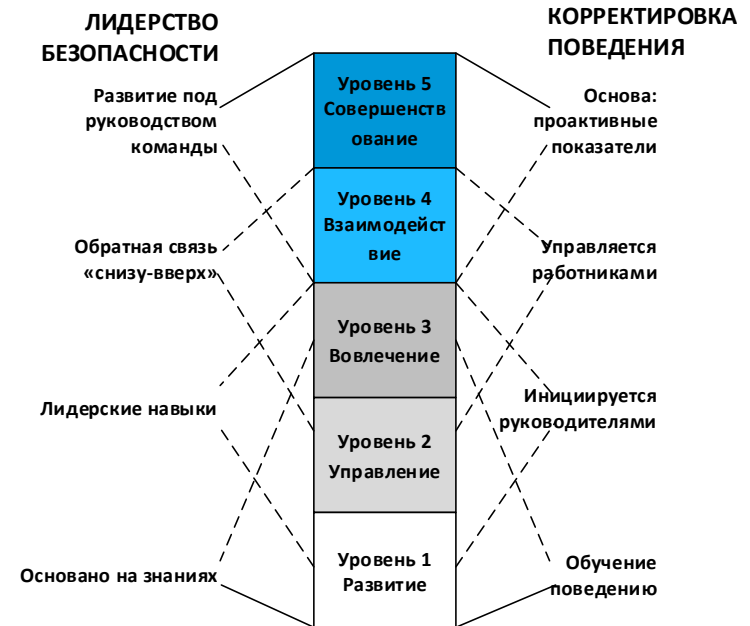 ЛИДЕРСТВО
БЕЗОПАСНОСТИ
Развитие под
руководством
команды
Обратная связь
«снизу-вверх»
Лидерские навыки
Основано на знаниях
Уровень 5
Совершенств
ование
Уровень 4
Взаимодейст
вие
Уровень 3
Вовлечение
Уровень 2
Управление
Уровень 1
Развитие
КОРРЕКТИРОВКА
ПОВЕДЕНИЯ
Основа:
проактивные
показатели
Управляется
работниками
Инициируется
руководителями
Обучение
поведению